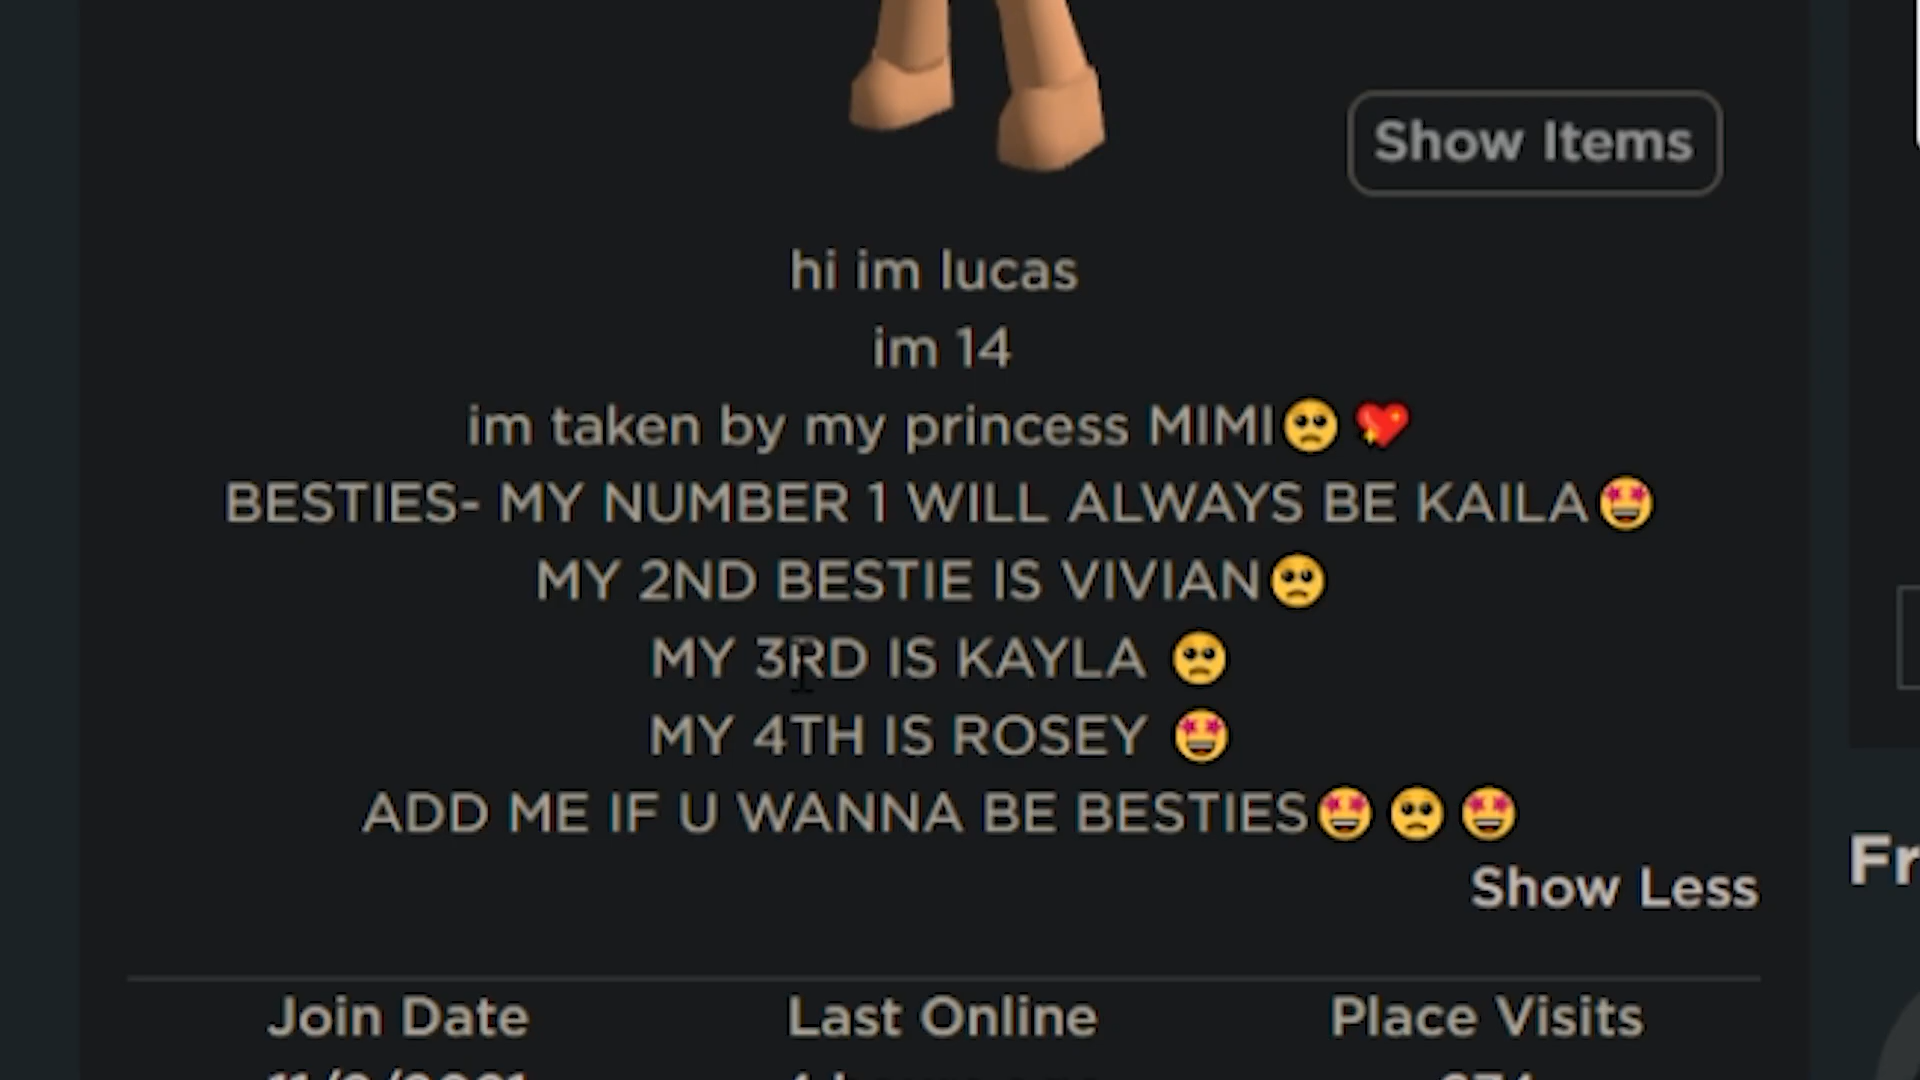 Show Items
hi im lucas
im 14
im taken by my princess MIMI🥺 💖
BESTIES- MY NUMBER 1 WILL ALWAYS BE KAILA🤩
MY 2ND BESTIE IS VIVIAN🥺
MY 3RD IS KAYLA 🥺
MY 4TH IS ROSEY 🤩
ADD ME IF U WANNA BE BESTIES🤩🥺🤩
Show Less
Join Date Last Online Place Visits